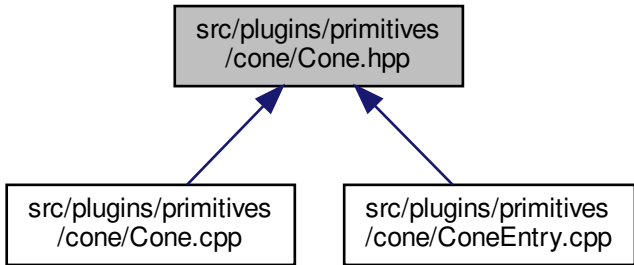 src/plugins/primitives
/cone/Cone.hpp
src/plugins/primitives
/cone/Cone.cpp
src/plugins/primitives
/cone/ConeEntry.cpp